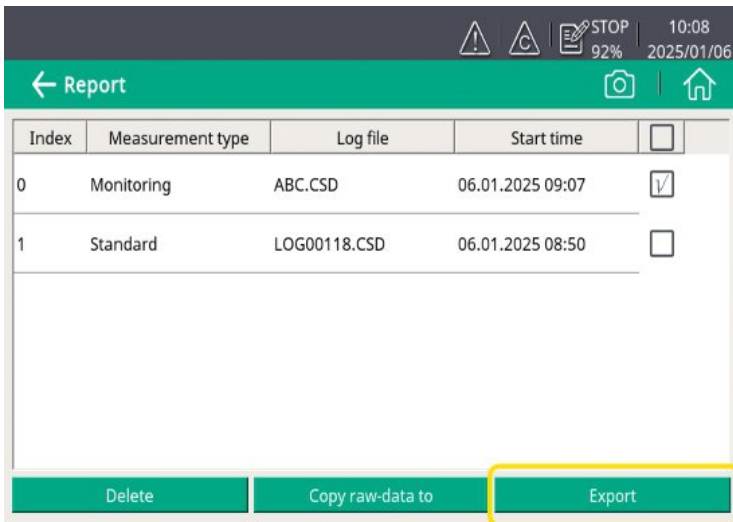 STOP 10:08
C 92% 2025/01/06
Report
Index Measurement type Log file Start time
0 Monitoring ABC.CSD 06.01.2025 09:07 √
1 Standard LOG00118.CSD 06.01.2025 08:50
Delete Copy raw-data to Export